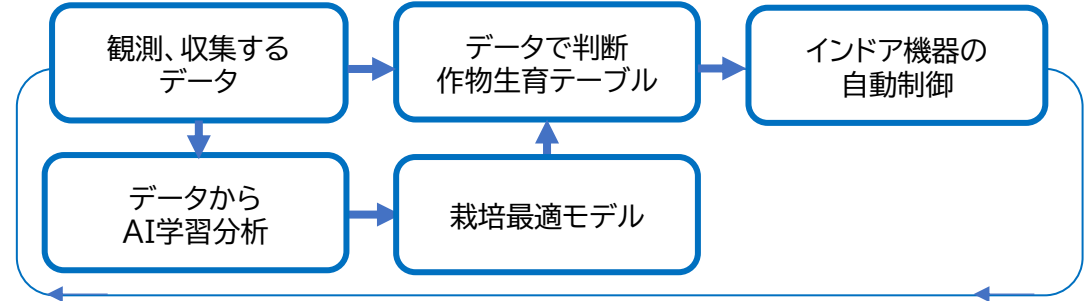 観測、収集する
データ
データで判断
作物生育テーブル
インドア機器の
自動制御
データから
AI学習分析
栽培最適モデル